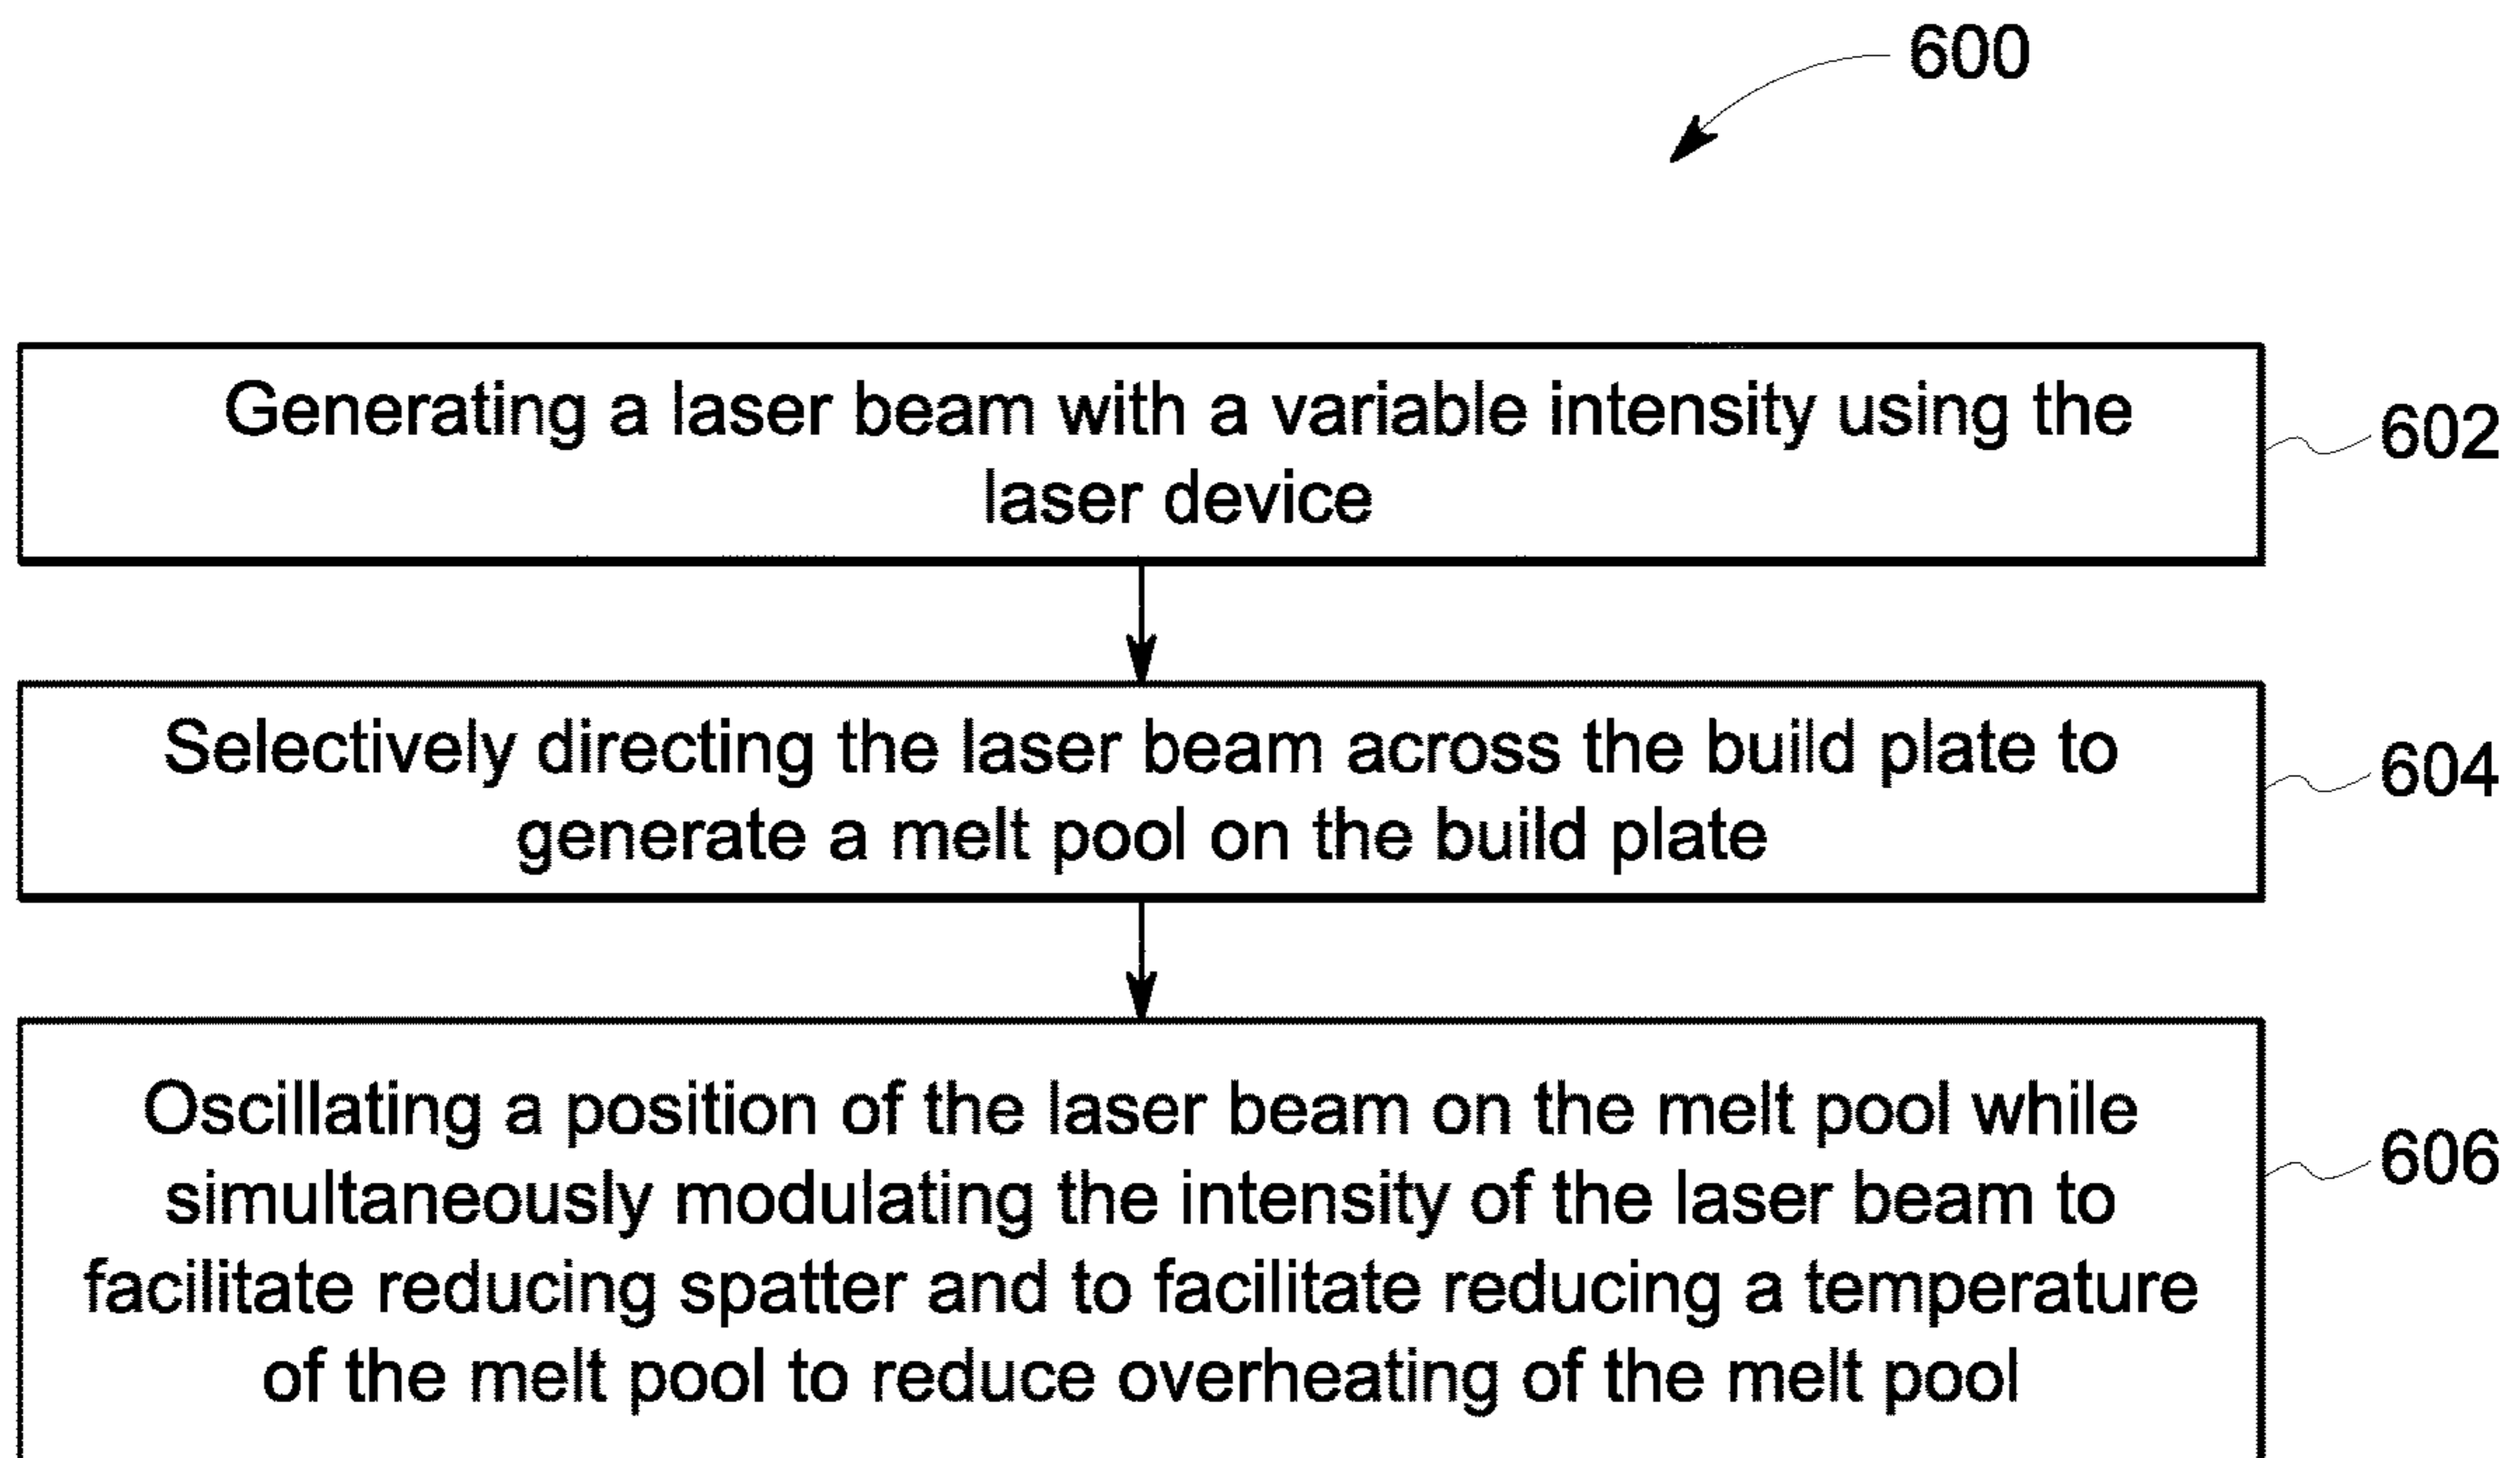 600
Generating a laser beam with a variable intensity using the
laser device
602
Selectively directing the laser beam across the build plate to
generate a melt pool on the build plate
604
Oscillating a position of the laser beam on the melt pool while
simultaneously modulating the intensity of the laser beam to
facilitate reducing spatter and to facilitate reducing a temperature
of the melt pool to reduce overheating of the melt pool
606